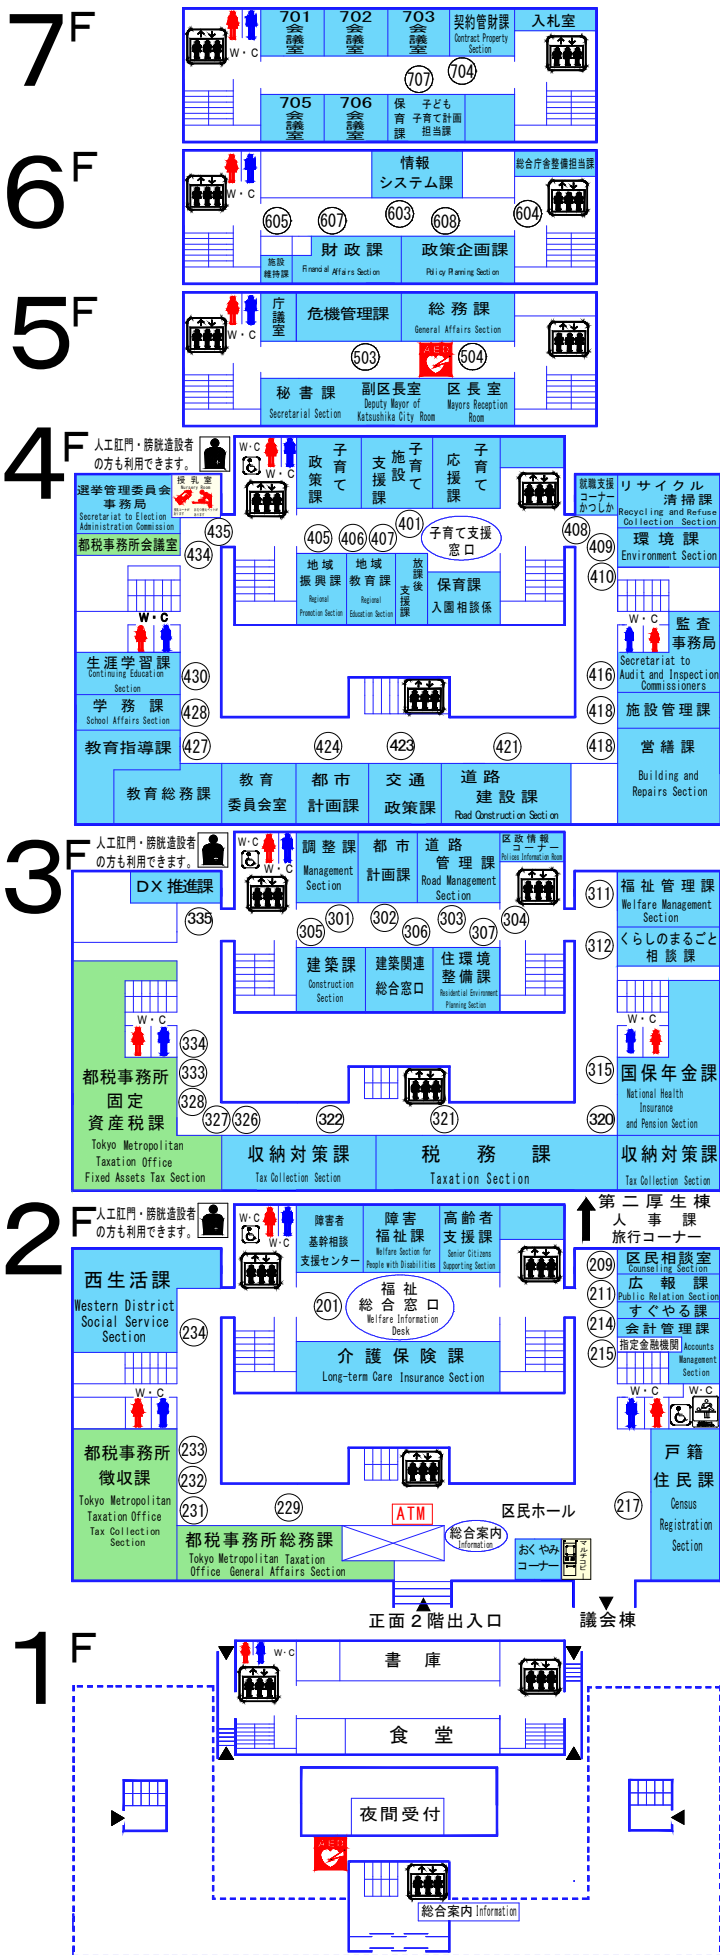 7F
W・C
701会議室
702会議室
703会議室
契約管財課
Contract Property
Section
入札室
707
704
705会議室
706会議室
保育課
子ども
子育て計画
担当課
6F
W・C
情報
システム課
総合庁舎整備担当課
605
607
603
608
604
施設
維持課
財政課
Financial Affairs Section
政策企画課
Policy Planning Section
5F
W・C
庁議室
危機管理課
総務課
General Affairs Section
503
AED
504
秘書課
Secretarial Section
副区長室
Deputy Mayor of
Katsushika City Room
区長室
Mayors Reception
Room
4F
人工肛門・膀胱造設者
の方も利用できます。
W・C
W・C
子育て政策課
子育て施設支援課
子育て応援課
選挙管理委員会
事務局
Secretariat to Election
Administration Commission
授乳室
Nursery Room
都税事務所会議室
435
434
405
406
407
401
子育て支援
窓口
408
409
410
就職支援
コーナー
かつしか
リサイクル
清掃課
Recycling and Refuse
Collection Section
環境課
Environment Section
地域
振興課
Regional
Promotion Section
地域
教育課
Regional
Education Section
放課後支援課
保育課
入園相談係
W・C
W・C
監査
事務局
Secretariat to
Audit and Inspection
Commissioners
生涯学習課
Continuing Education
Section
430
416
学務課
School Affairs Section
428
418
施設管理課
教育指導課
427
424
423
421
418
営繕課
Building and
Repairs Section
教育総務課
教育
委員会室
都市
計画課
交通
政策課
道路
建設課
Road Construction Section
3F
人工肛門・膀胱造設者
の方も利用できます。
W・C
W・C
調整課
Management
Section
都市
計画課
道路
管理課
Road Management
Section
区政情報
コーナー
Polices Information Room
DX推進課
335
305
301
302
306
303
307
304
311
福祉管理課
Welfare Management
Section
312
くらしのまるごと
相談課
建築課
Construction
Section
建築関連
総合窓口
住環境
整備課
Residential Environment
Planning Section
W・C
W・C
334
333
328
327
326
322
321
315
320
都税事務所
固定
資産税課
Tokyo Metropolitan
Taxation Office
Fixed Assets Tax Section
国保年金課
National Health
Insurance
and Pension Section
収納対策課
Tax Collection Section
税務課
Taxation Section
収納対策課
Tax Collection Section
2F
人工肛門・膀胱造設者
の方も利用できます。
W・C
W・C
障害者
基幹相談
支援センター
障害
福祉課
Welfare Section for
People with Disabilities
高齢者
支援課
Senior Citizens
Supporting Section
第二厚生棟
人事課
旅行コーナー
西生活課
Western District
Social Service
Section
234
201
福祉
総合窓口
Welfare Information
Desk
介護保険課
Long-term Care Insurance Section
209
区民相談室
Counseling Section
211
広報課
Public Relation Section
すぐやる課
214
会計管理課
215
指定金融機関
Accounts
Management
Section
W・C
W・C
W・C
都税事務所
徴収課
Tokyo Metropolitan
Taxation Office
Tax Collection
Section
233
232
231
229
217
戸籍
住民課
Census
Registration
Section
都税事務所総務課
Tokyo Metropolitan Taxation
Office General Affairs Section
ATM
総合案内
Information
区民ホール
おくやみ
コーナー
マルチコピー
正面2階出入口
議会棟
1F
W・C
書庫
食堂
夜間受付
AED
総合案内 Information